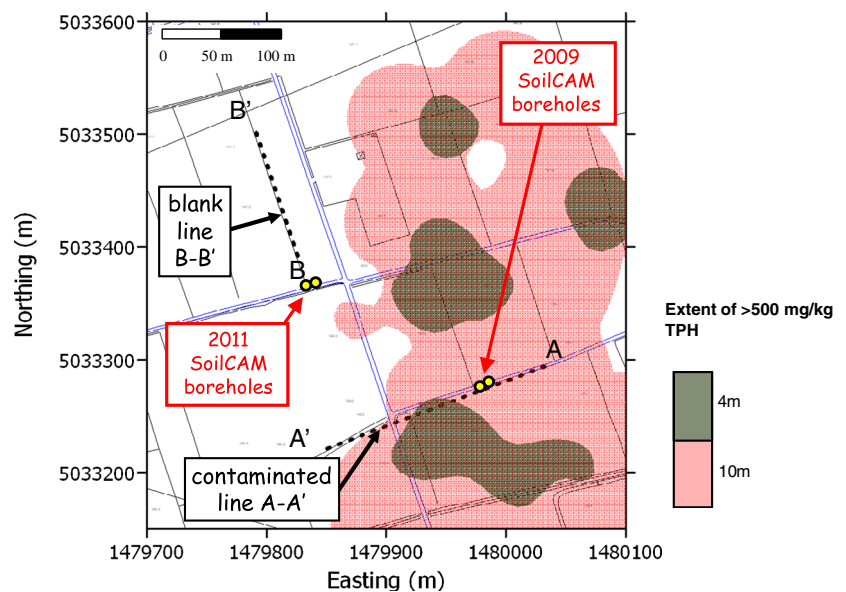 5033600
5033500
5033400
5033300
5033200
Northing (m)
0 50 m 100 m
B'
2009
SoilCAM
boreholes
blank
line
B-B'
B
2011
SoilCAM
boreholes
A
A'
contaminated
line A-A'
1479700 1479800 1479900 1480000 1480100
Easting (m)
Extent of >500 mg/kg
TPH
4m
10m